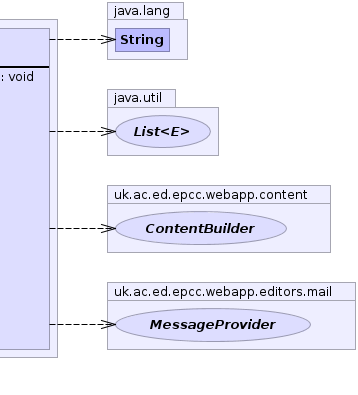 java.lang
String
: void
java.util
List<E>
uk.ac.ed.epcc.webapp.content
ContentBuilder
uk.ac.ed.epcc.webapp.editors.mail
MessageProvider